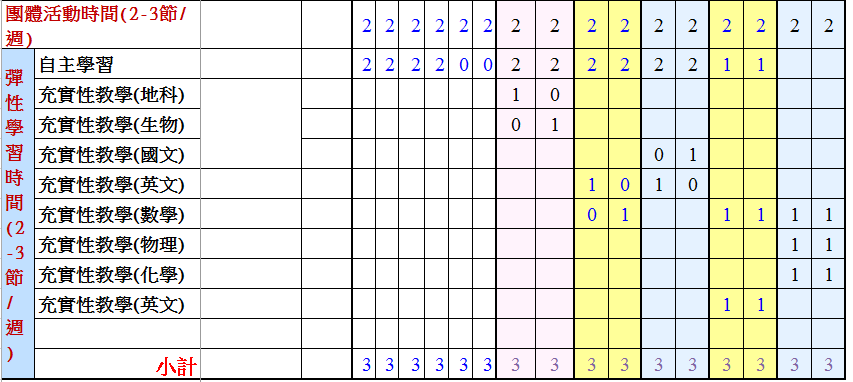 團體活動時間(2-3節/週) 2 2 2 2 2 2 2 2 2 2 2 2 2 2 2 2
彈性學習時間(2-3節/週)
自主學習 2 2 2 2 0 0 2 2 2 2 2 2 1 1
充實性教學(地科) 1 0
充實性教學(生物) 0 1
充實性教學(國文) 0 1
充實性教學(英文) 1 0 1 0
充實性教學(數學) 0 1 1 1 1 1
充實性教學(物理) 1 1
充實性教學(化學) 1 1
充實性教學(英文) 1 1
小計 3 3 3 3 3 3 3 3 3 3 3 3 3 3 3 3